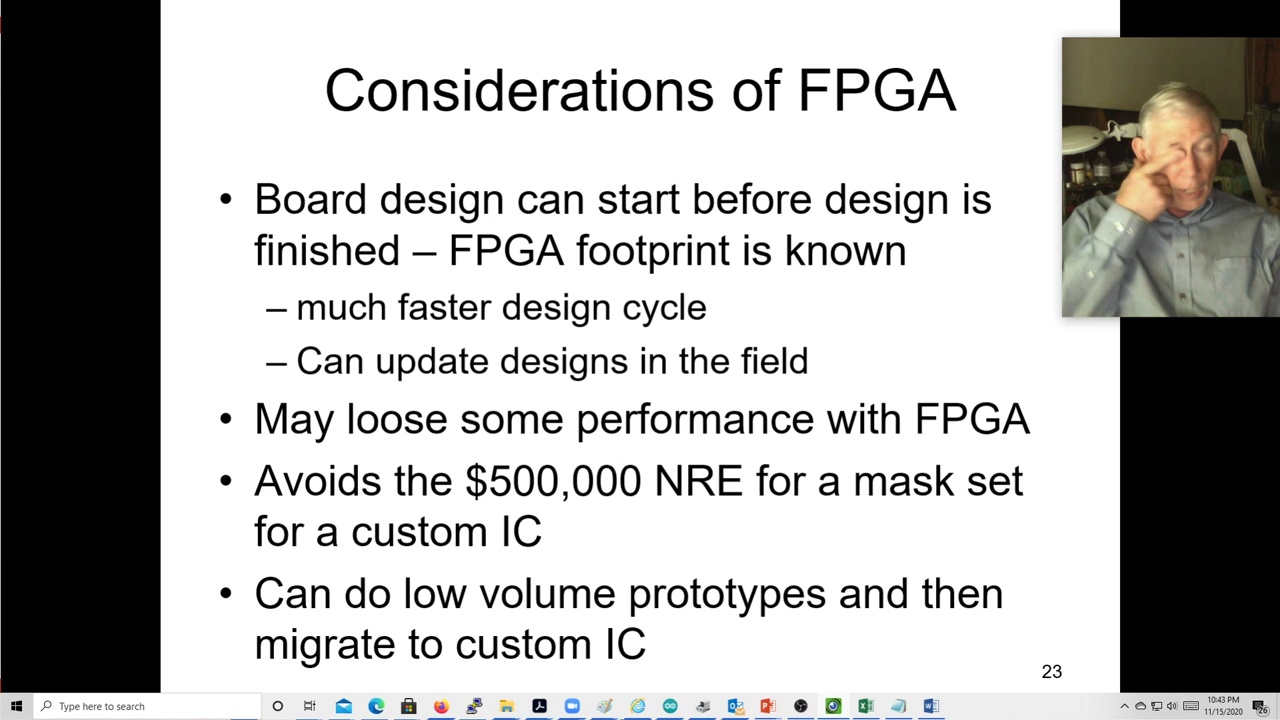 Considerations of FPGA
• Board design can start before design is
finished – FPGA footprint is known
– much faster design cycle
– Can update designs in the field
• May loose some performance with FPGA
• Avoids the $500,000 NRE for a mask set
for a custom IC
• Can do low volume prototypes and then
migrate to custom IC
23
Type here to search
10:43 PM
11/15/2020
26